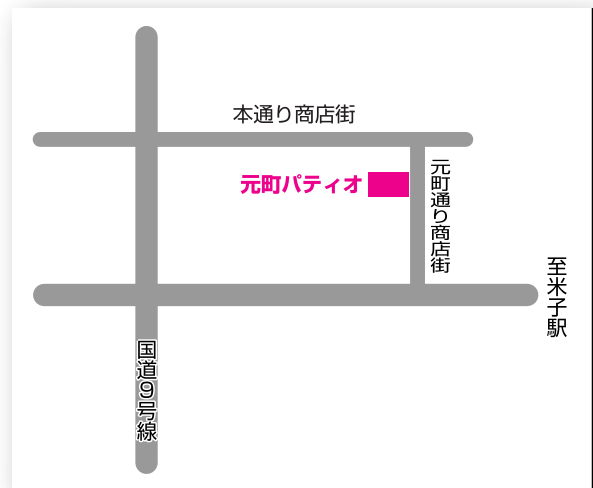 本通り商店街
元町パティオ
元町通り商店街
至米子駅
国道9号線